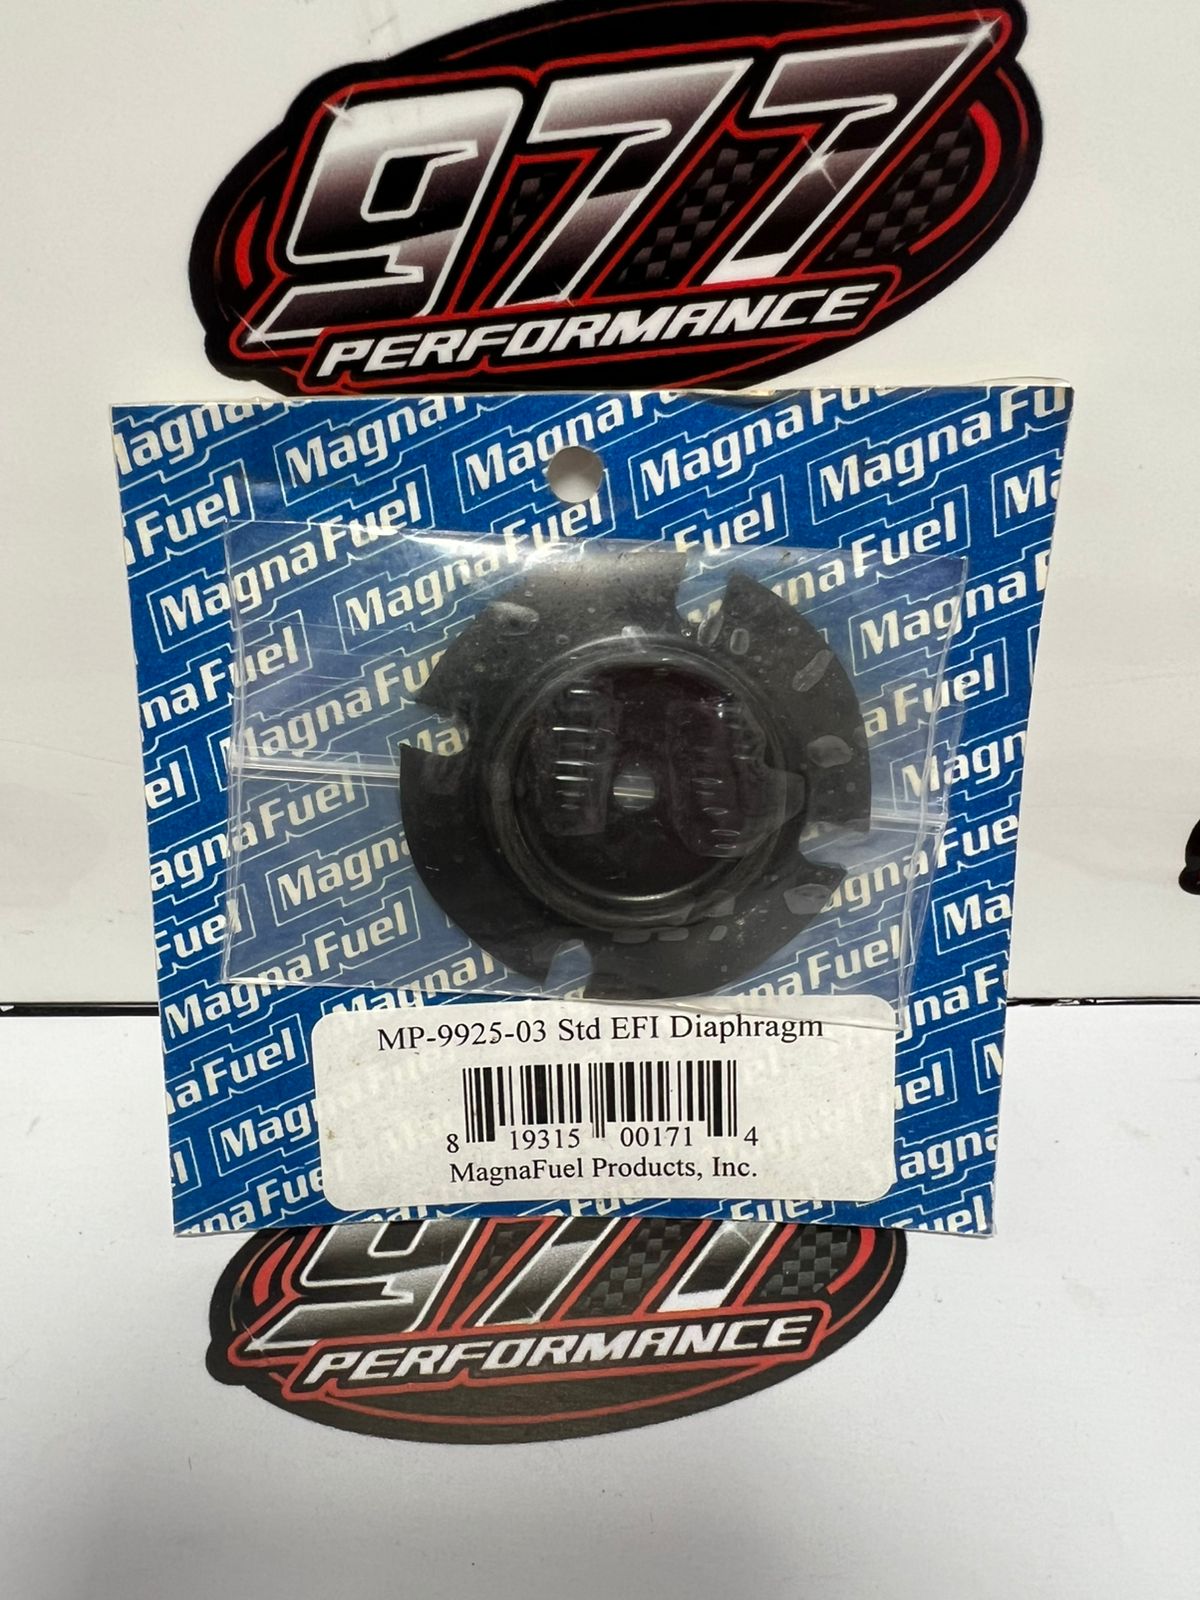 977
PERFORMANCE
MagnaFuel
MP-9925-03 Std EFI Diaphragm
8 19315 00171 4
MagnaFuel Products, Inc.
977
PERFORMANCE